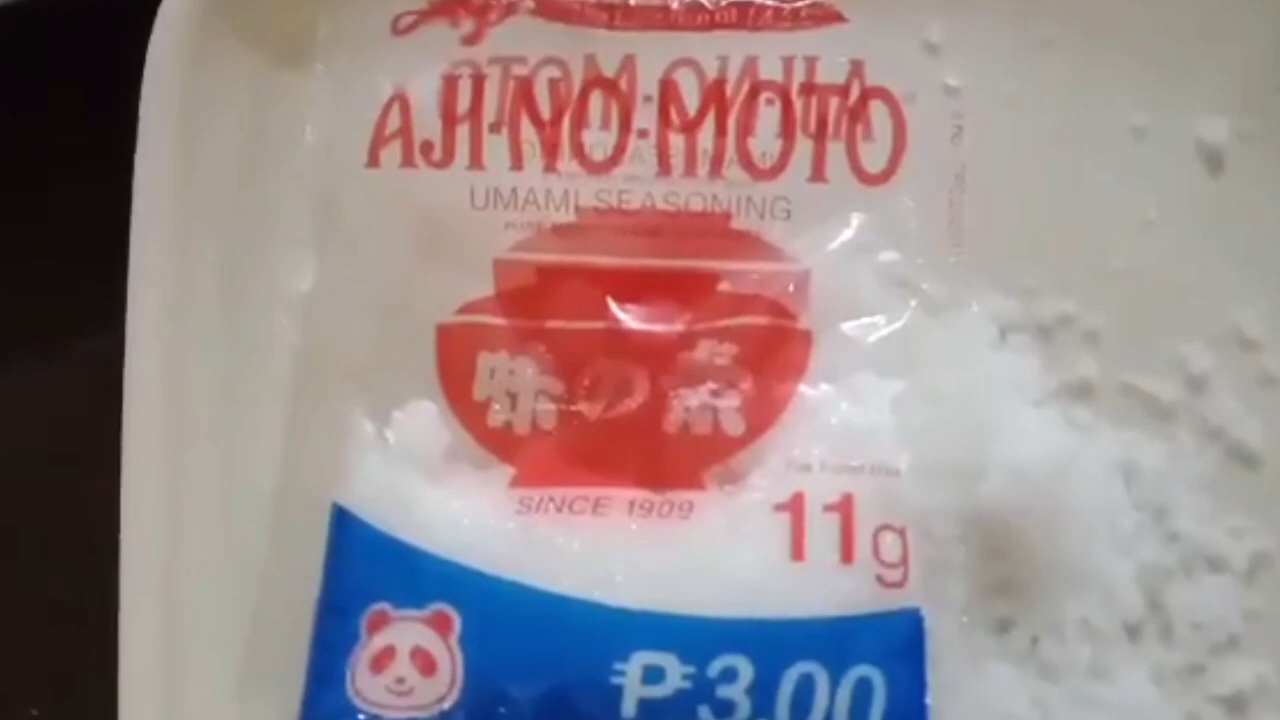 AJI-NO-MOTO
UMAMI SEASONING
味の素
SINCE 1909
11g
₱3.00